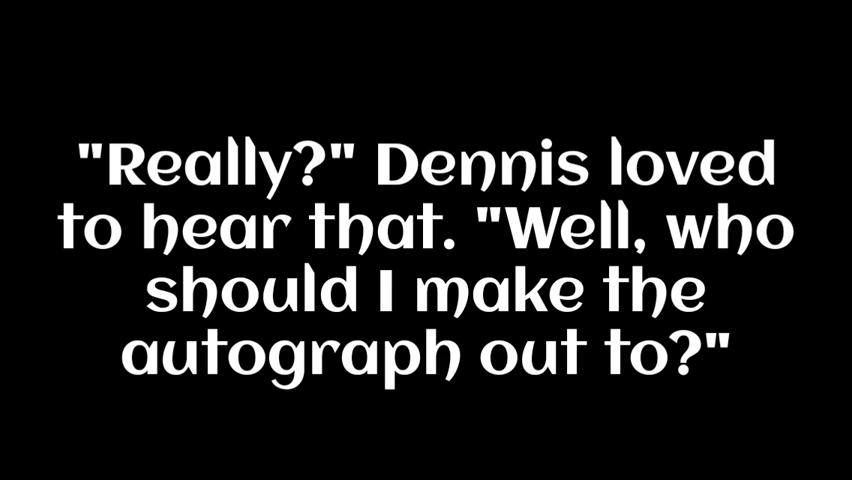 "Really?" Dennis loved
to hear that. "Well, who
should I make the
autograph out to?"